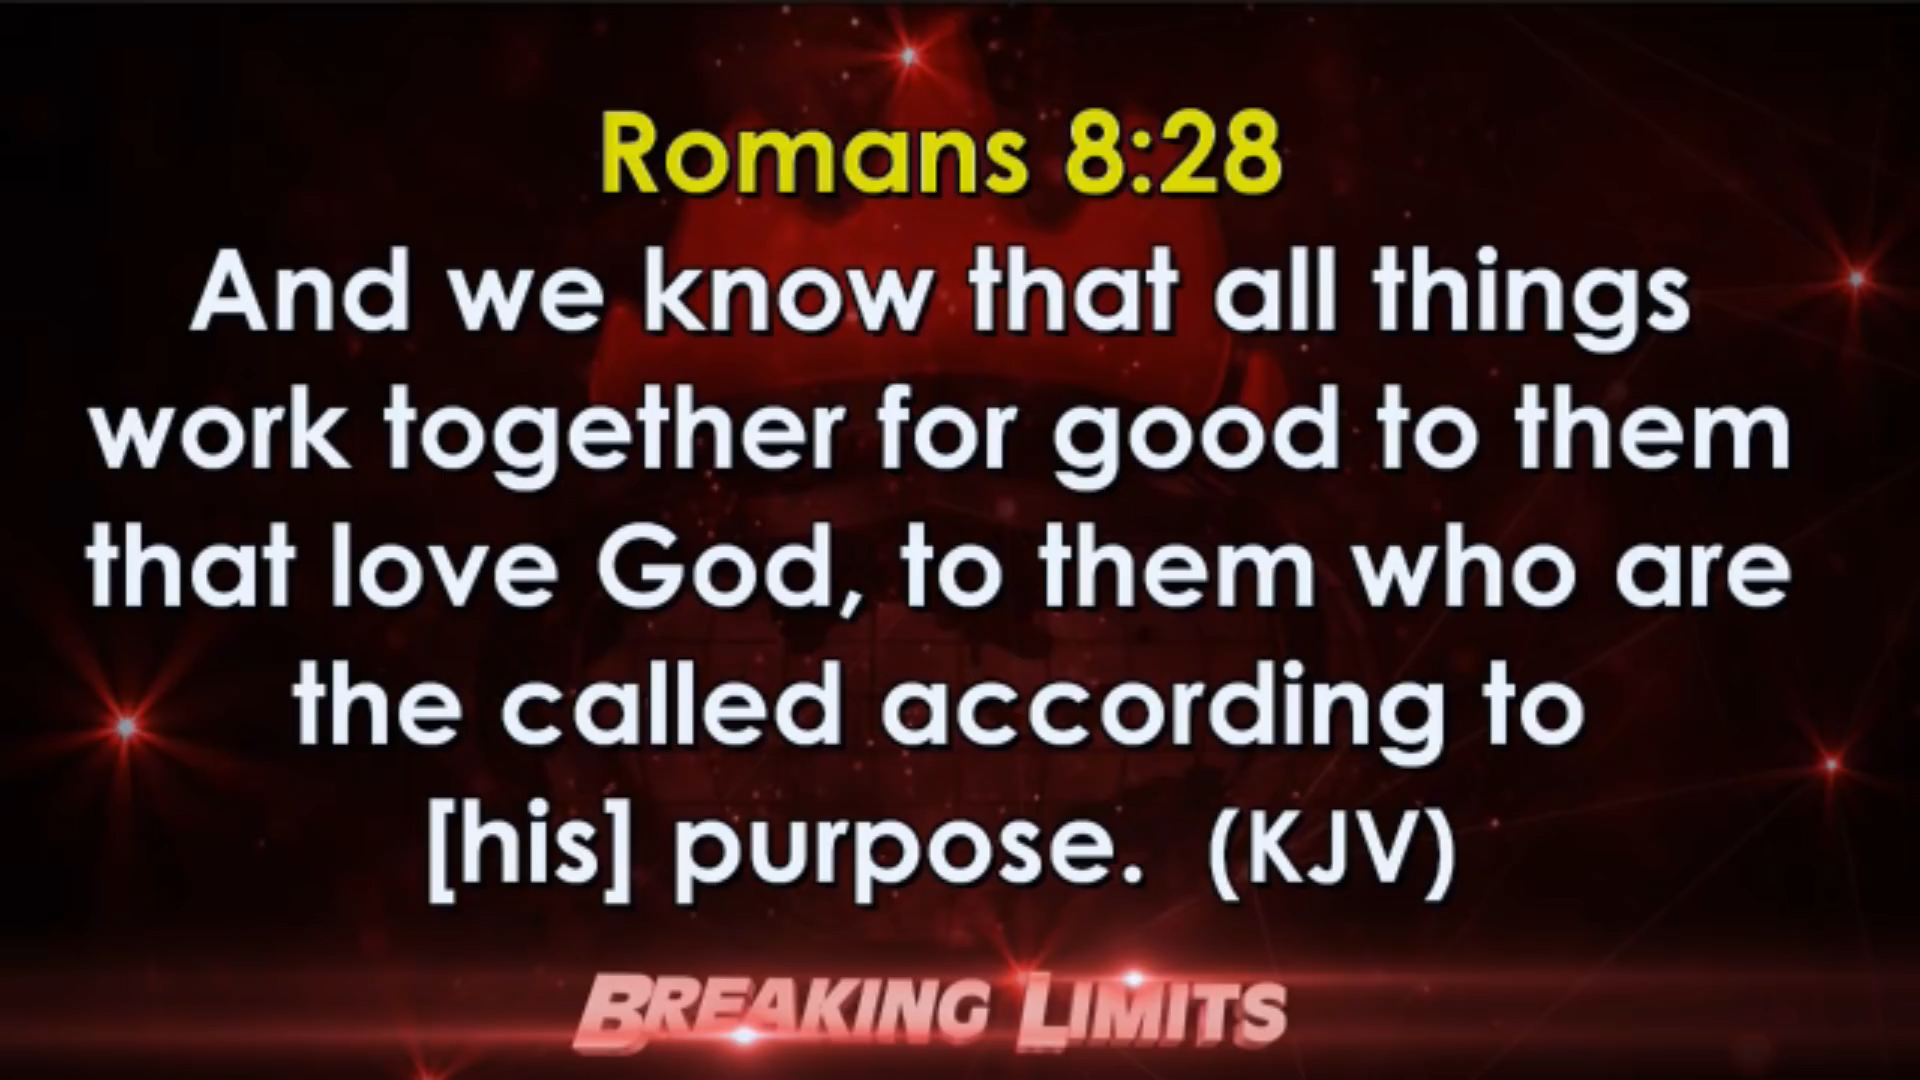 Romans 8:28
And we know that all things
work together for good to them
that love God, to them who are
the called according to
[his] purpose. (KJV)
BREAKING LIMITS